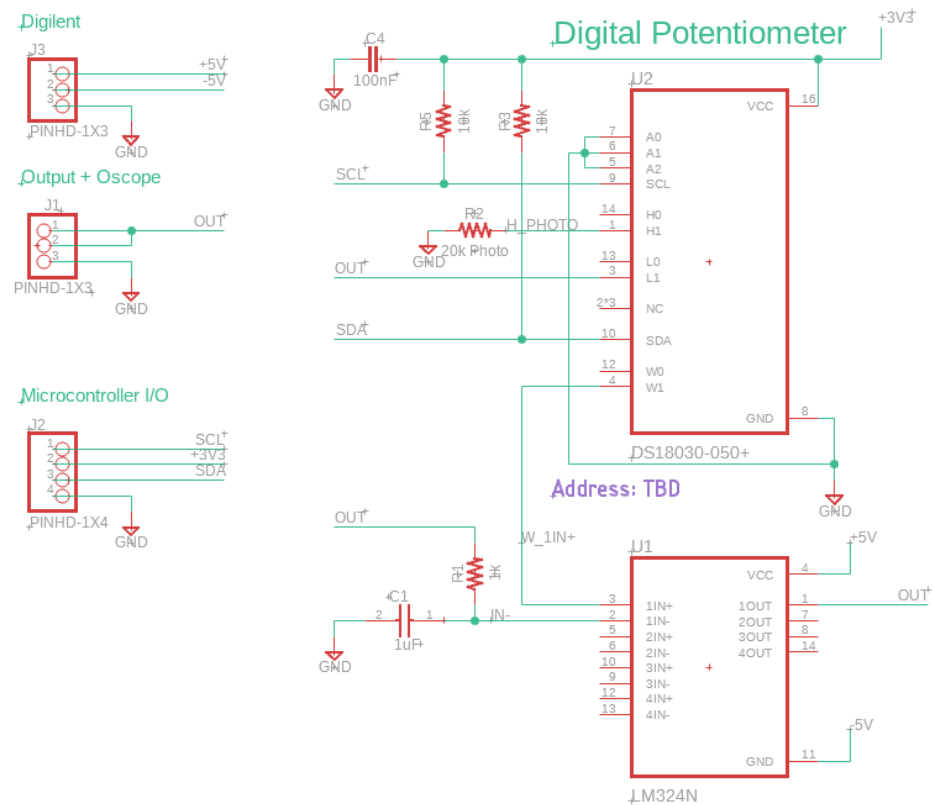 Digilent
J3
1
2
3
+5V
-5V
PINHD-1X3
GND
Output + Oscope
J1
1
2
3
OUT
PINHD-1X3
GND
Microcontroller I/O
J2
1
2
3
4
SCL
+3V3
SDA
PINHD-1X4
GND
Digital Potentiometer
+3V3
C4
100nF
GND
R5
10k
R3
10k
SCL
R2
H_PHOTO
20k Photo
GND
OUT
SDA
U2
VCC 16
7 A0
6 A1
5 A2
9 SCL
14 H0
1 H1
13 L0
3 L1
2*3 NC
10 SDA
12 W0
4 W1
GND 8
DS18030-050+
GND
Address: TBD
OUT
W_1IN+
R1
1k
C1
2 1
1uF
IN-
GND
U1
+5V
VCC 4
3 1IN+ 1OUT 1
OUT
2 1IN- 2OUT 7
5 2IN+ 3OUT 8
6 2IN- 4OUT 14
10 3IN+
9 3IN-
12 4IN+
13 4IN-
-5V
GND 11
LM324N